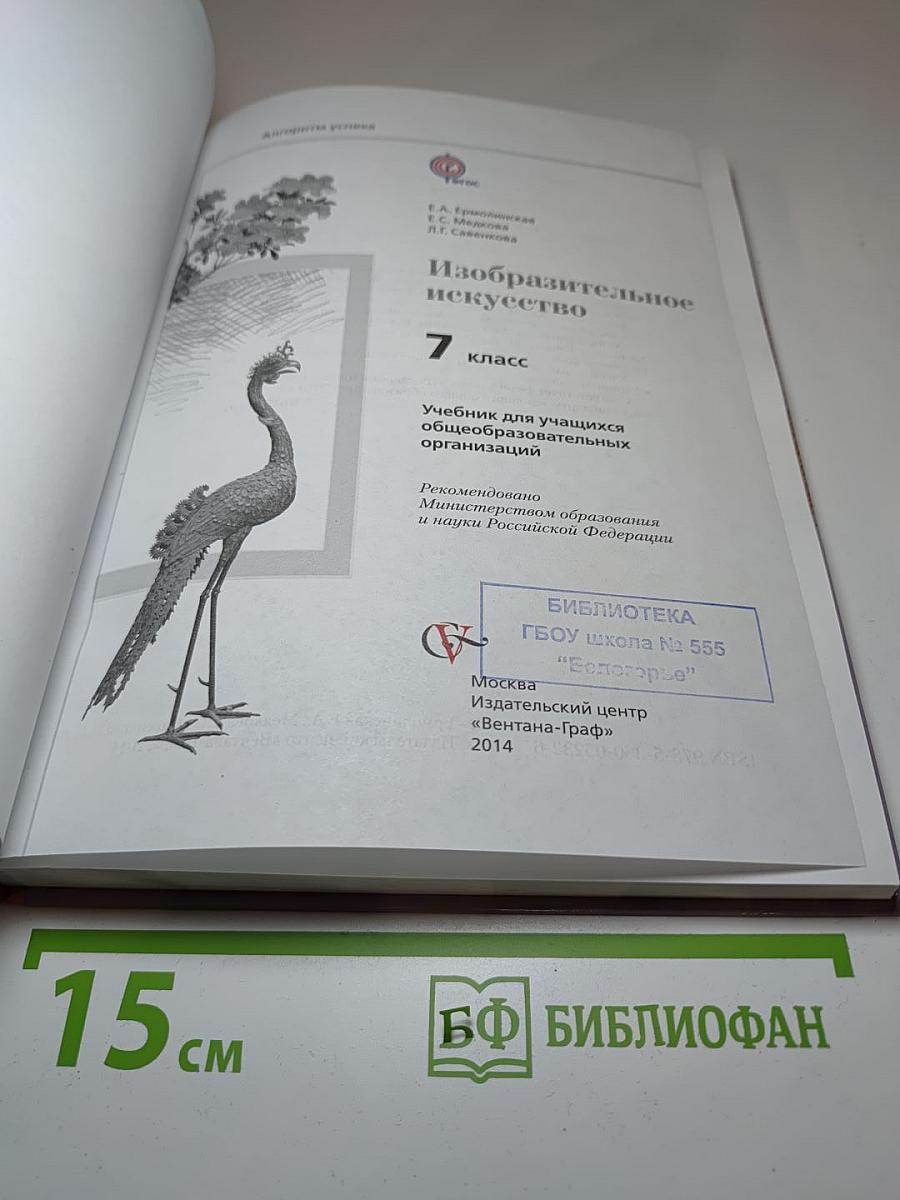 Алгоритм успеха
ФГОС
Е.А. Ермолинская
Е.С. Медкова
Л.Г. Савенкова
Изобразительное
искусство
7 класс
Учебник для учащихся
общеобразовательных
организаций
Рекомендовано
Министерством образования
и науки Российской Федерации
БИБЛИОТЕКА
ГБОУ школа № 555
"Белогорье"
Москва
Издательский центр
«Вентана-Граф»
2014
15 см
БФ БИБЛИОФАН